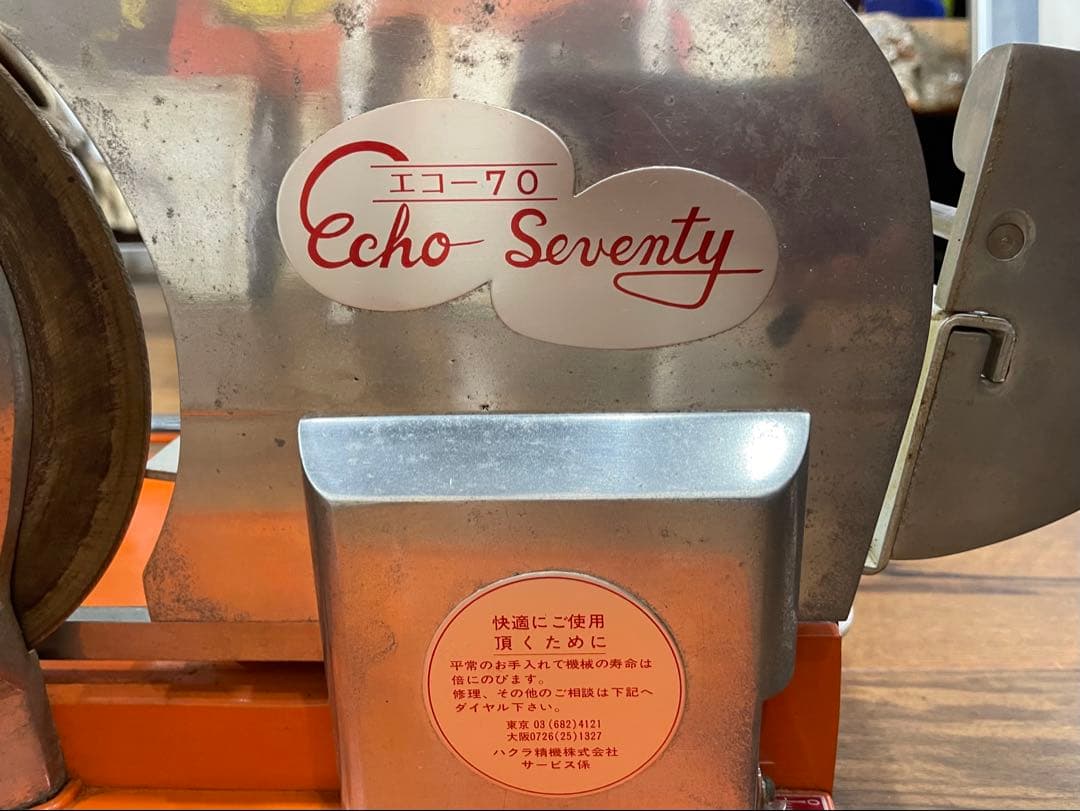 エコー70
Echo Seventy
快適にご使用
頂くために
平常のお手入れで機械の寿命は
倍にのびます。
修理、その他のご相談は下記へ
ダイヤル下さい。
東京 03(682)4121
大阪0726(25)1327
ハクラ精機株式会社
サービス係